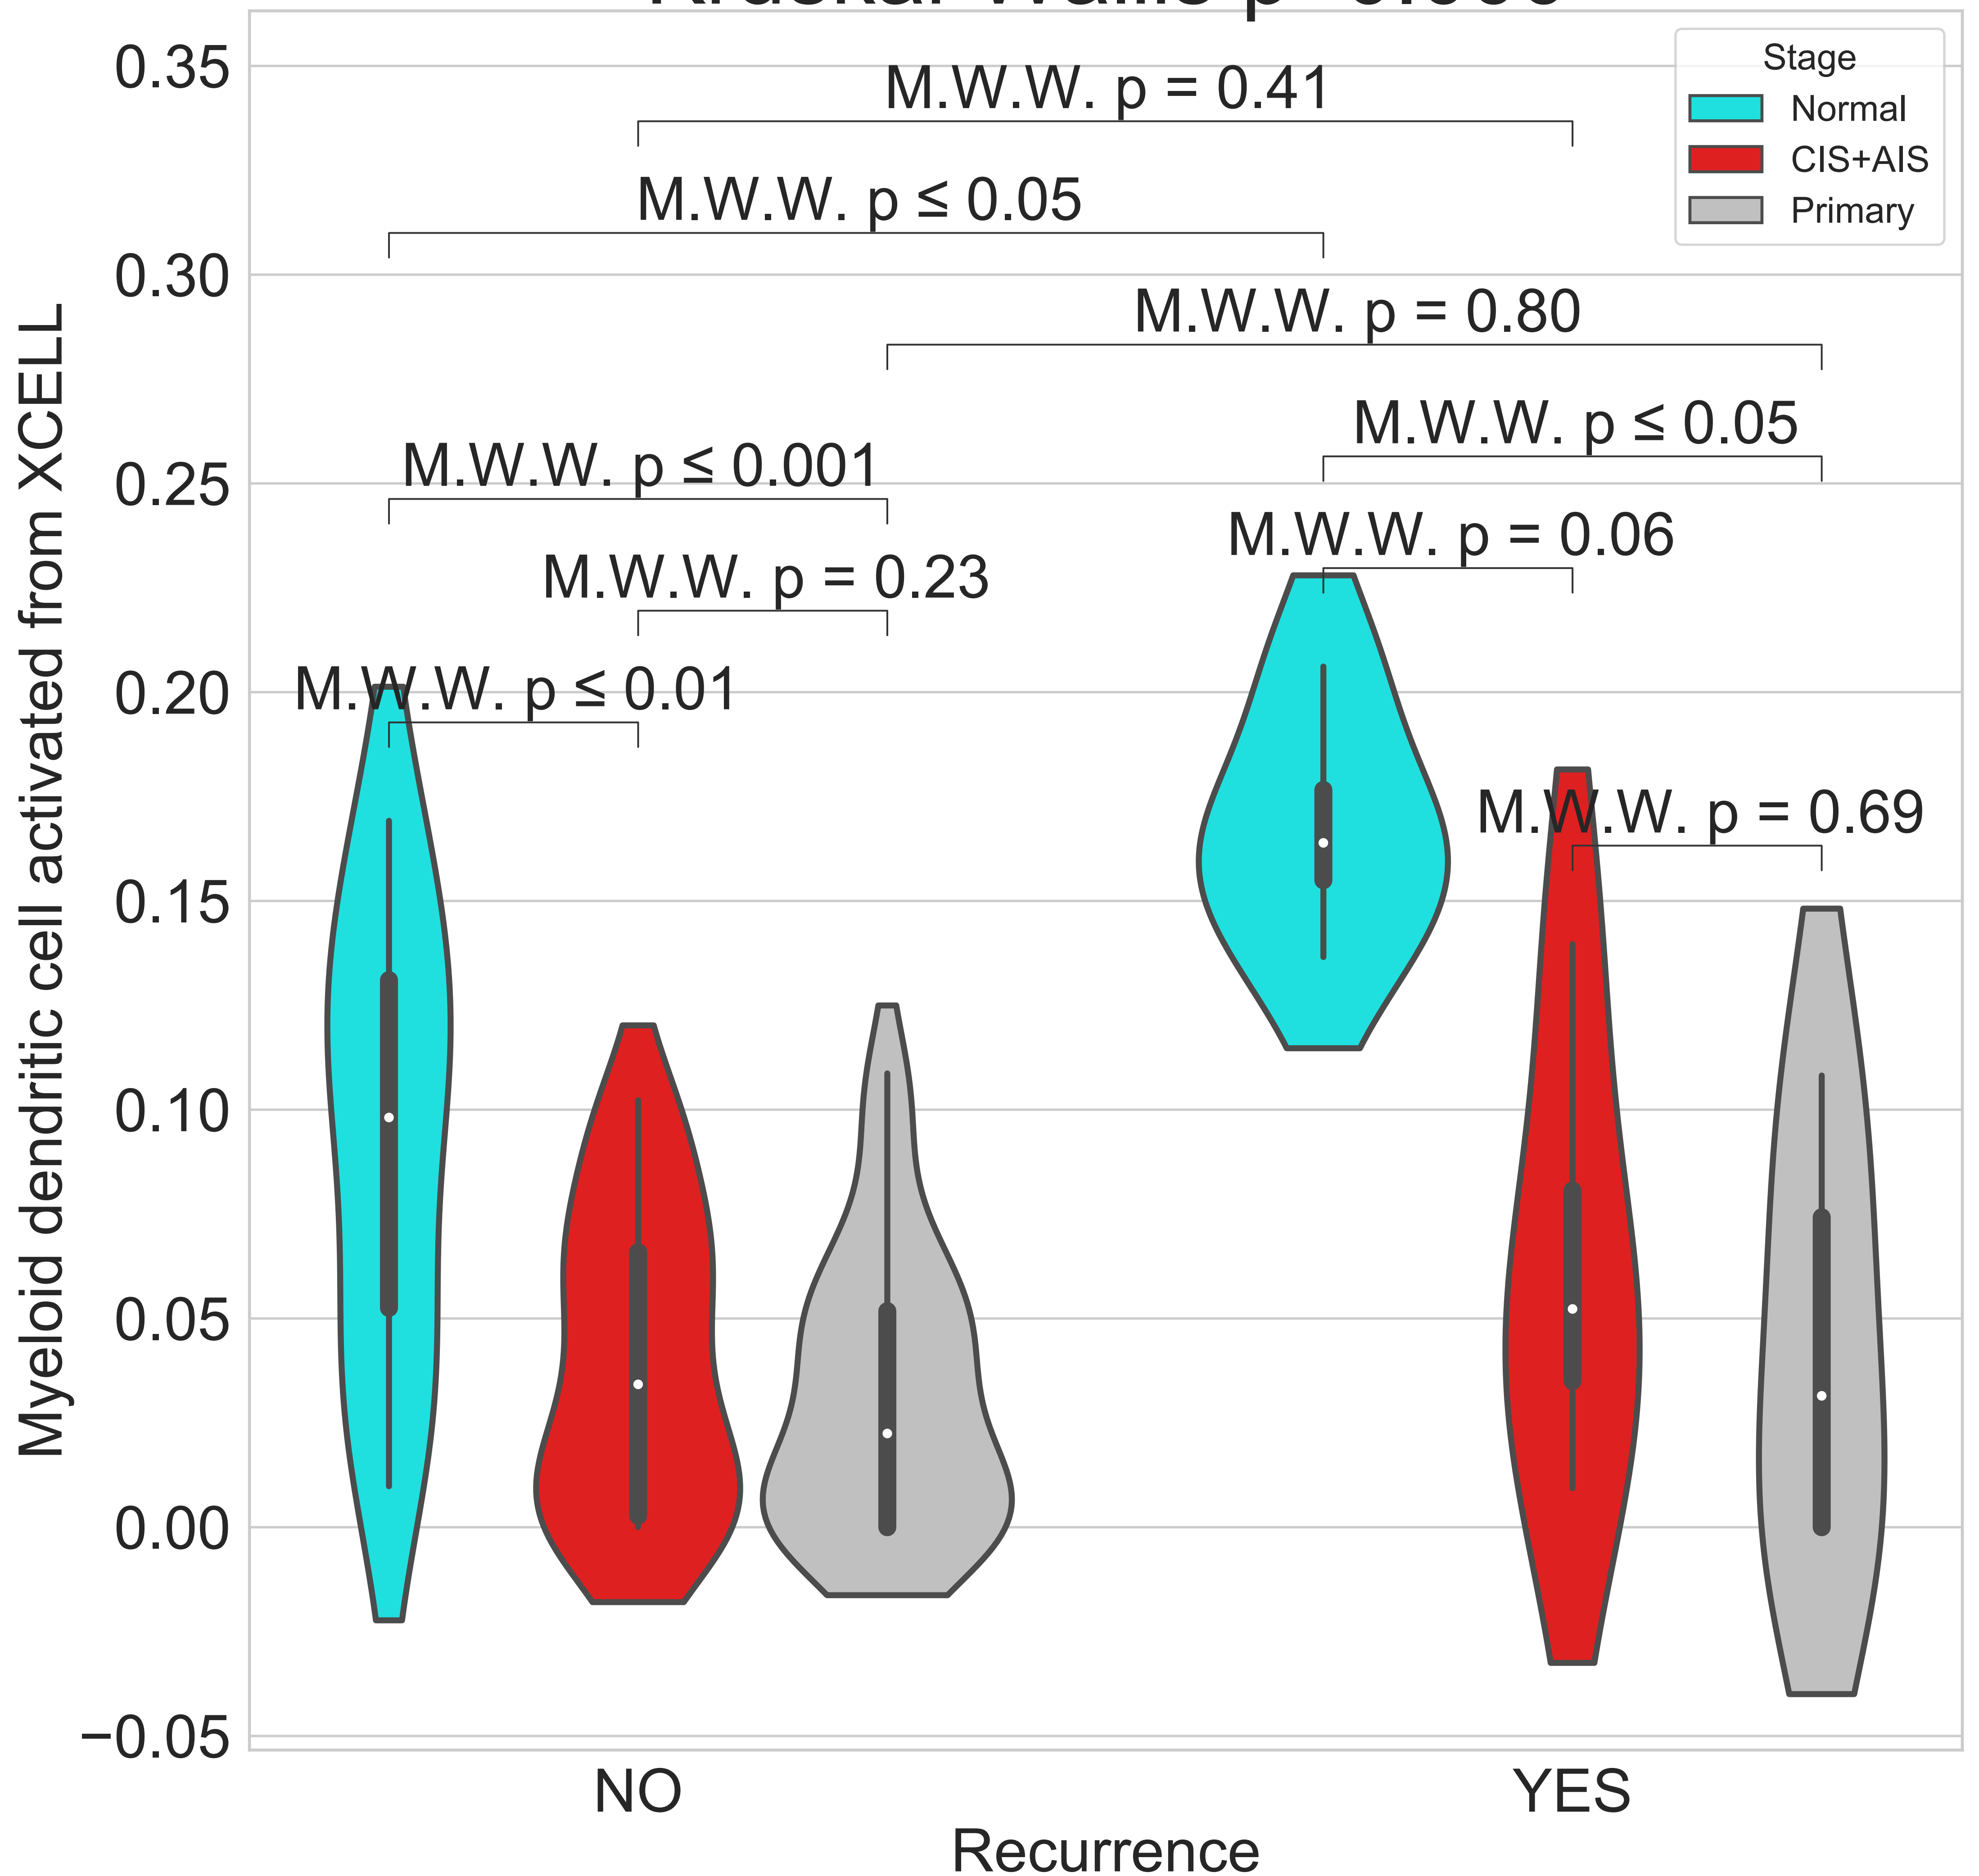 Stage
Normal
CIS+AIS
Primary
M.W.W. p = 0.41
M.W.W. p ≤ 0.05
M.W.W. p = 0.80
M.W.W. p ≤ 0.05
M.W.W. p ≤ 0.001
M.W.W. p = 0.06
M.W.W. p = 0.23
M.W.W. p ≤ 0.01
M.W.W. p = 0.69
Myeloid dendritic cell activated from XCELL
0.35
0.30
0.25
0.20
0.15
0.10
0.05
0.00
−0.05
NO
YES
Recurrence